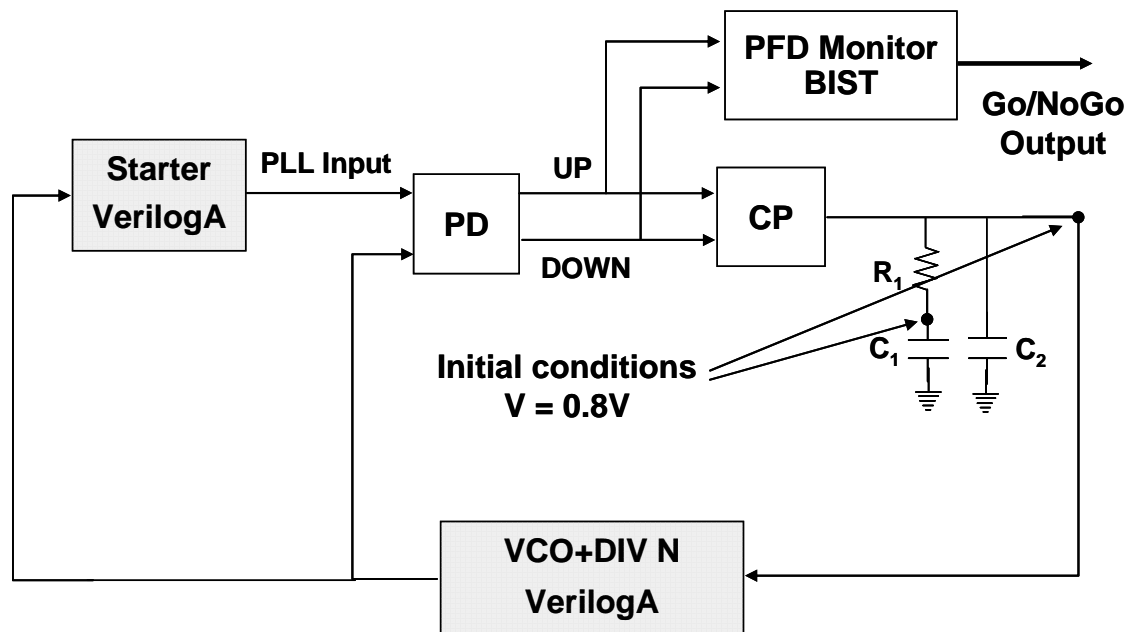 PFD Monitor
BIST
Go/NoGo
Output
Starter
VerilogA
PLL Input
PD
UP
DOWN
CP
R₁
C₁
C₂
Initial conditions
V = 0.8V
VCO+DIV N
VerilogA